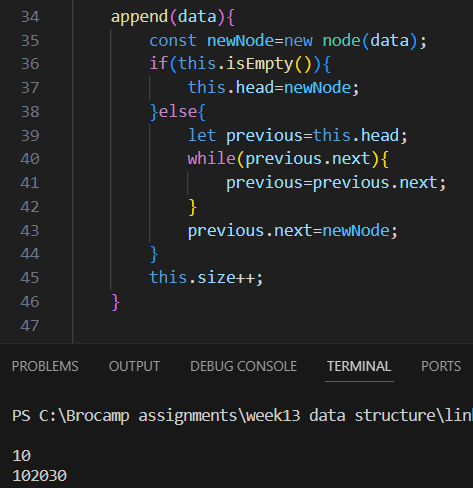 34 append(data){
35 const newNode=new node(data);
36 if(this.isEmpty()){
37 this.head=newNode;
38 }else{
39 let previous=this.head;
40 while(previous.next){
41 previous=previous.next;
42 }
43 previous.next=newNode;
44 }
45 this.size++;
46 }
47
PROBLEMS OUTPUT DEBUG CONSOLE TERMINAL PORTS
PS C:\Brocamp assignments\week13 data structure\lin
10
102030